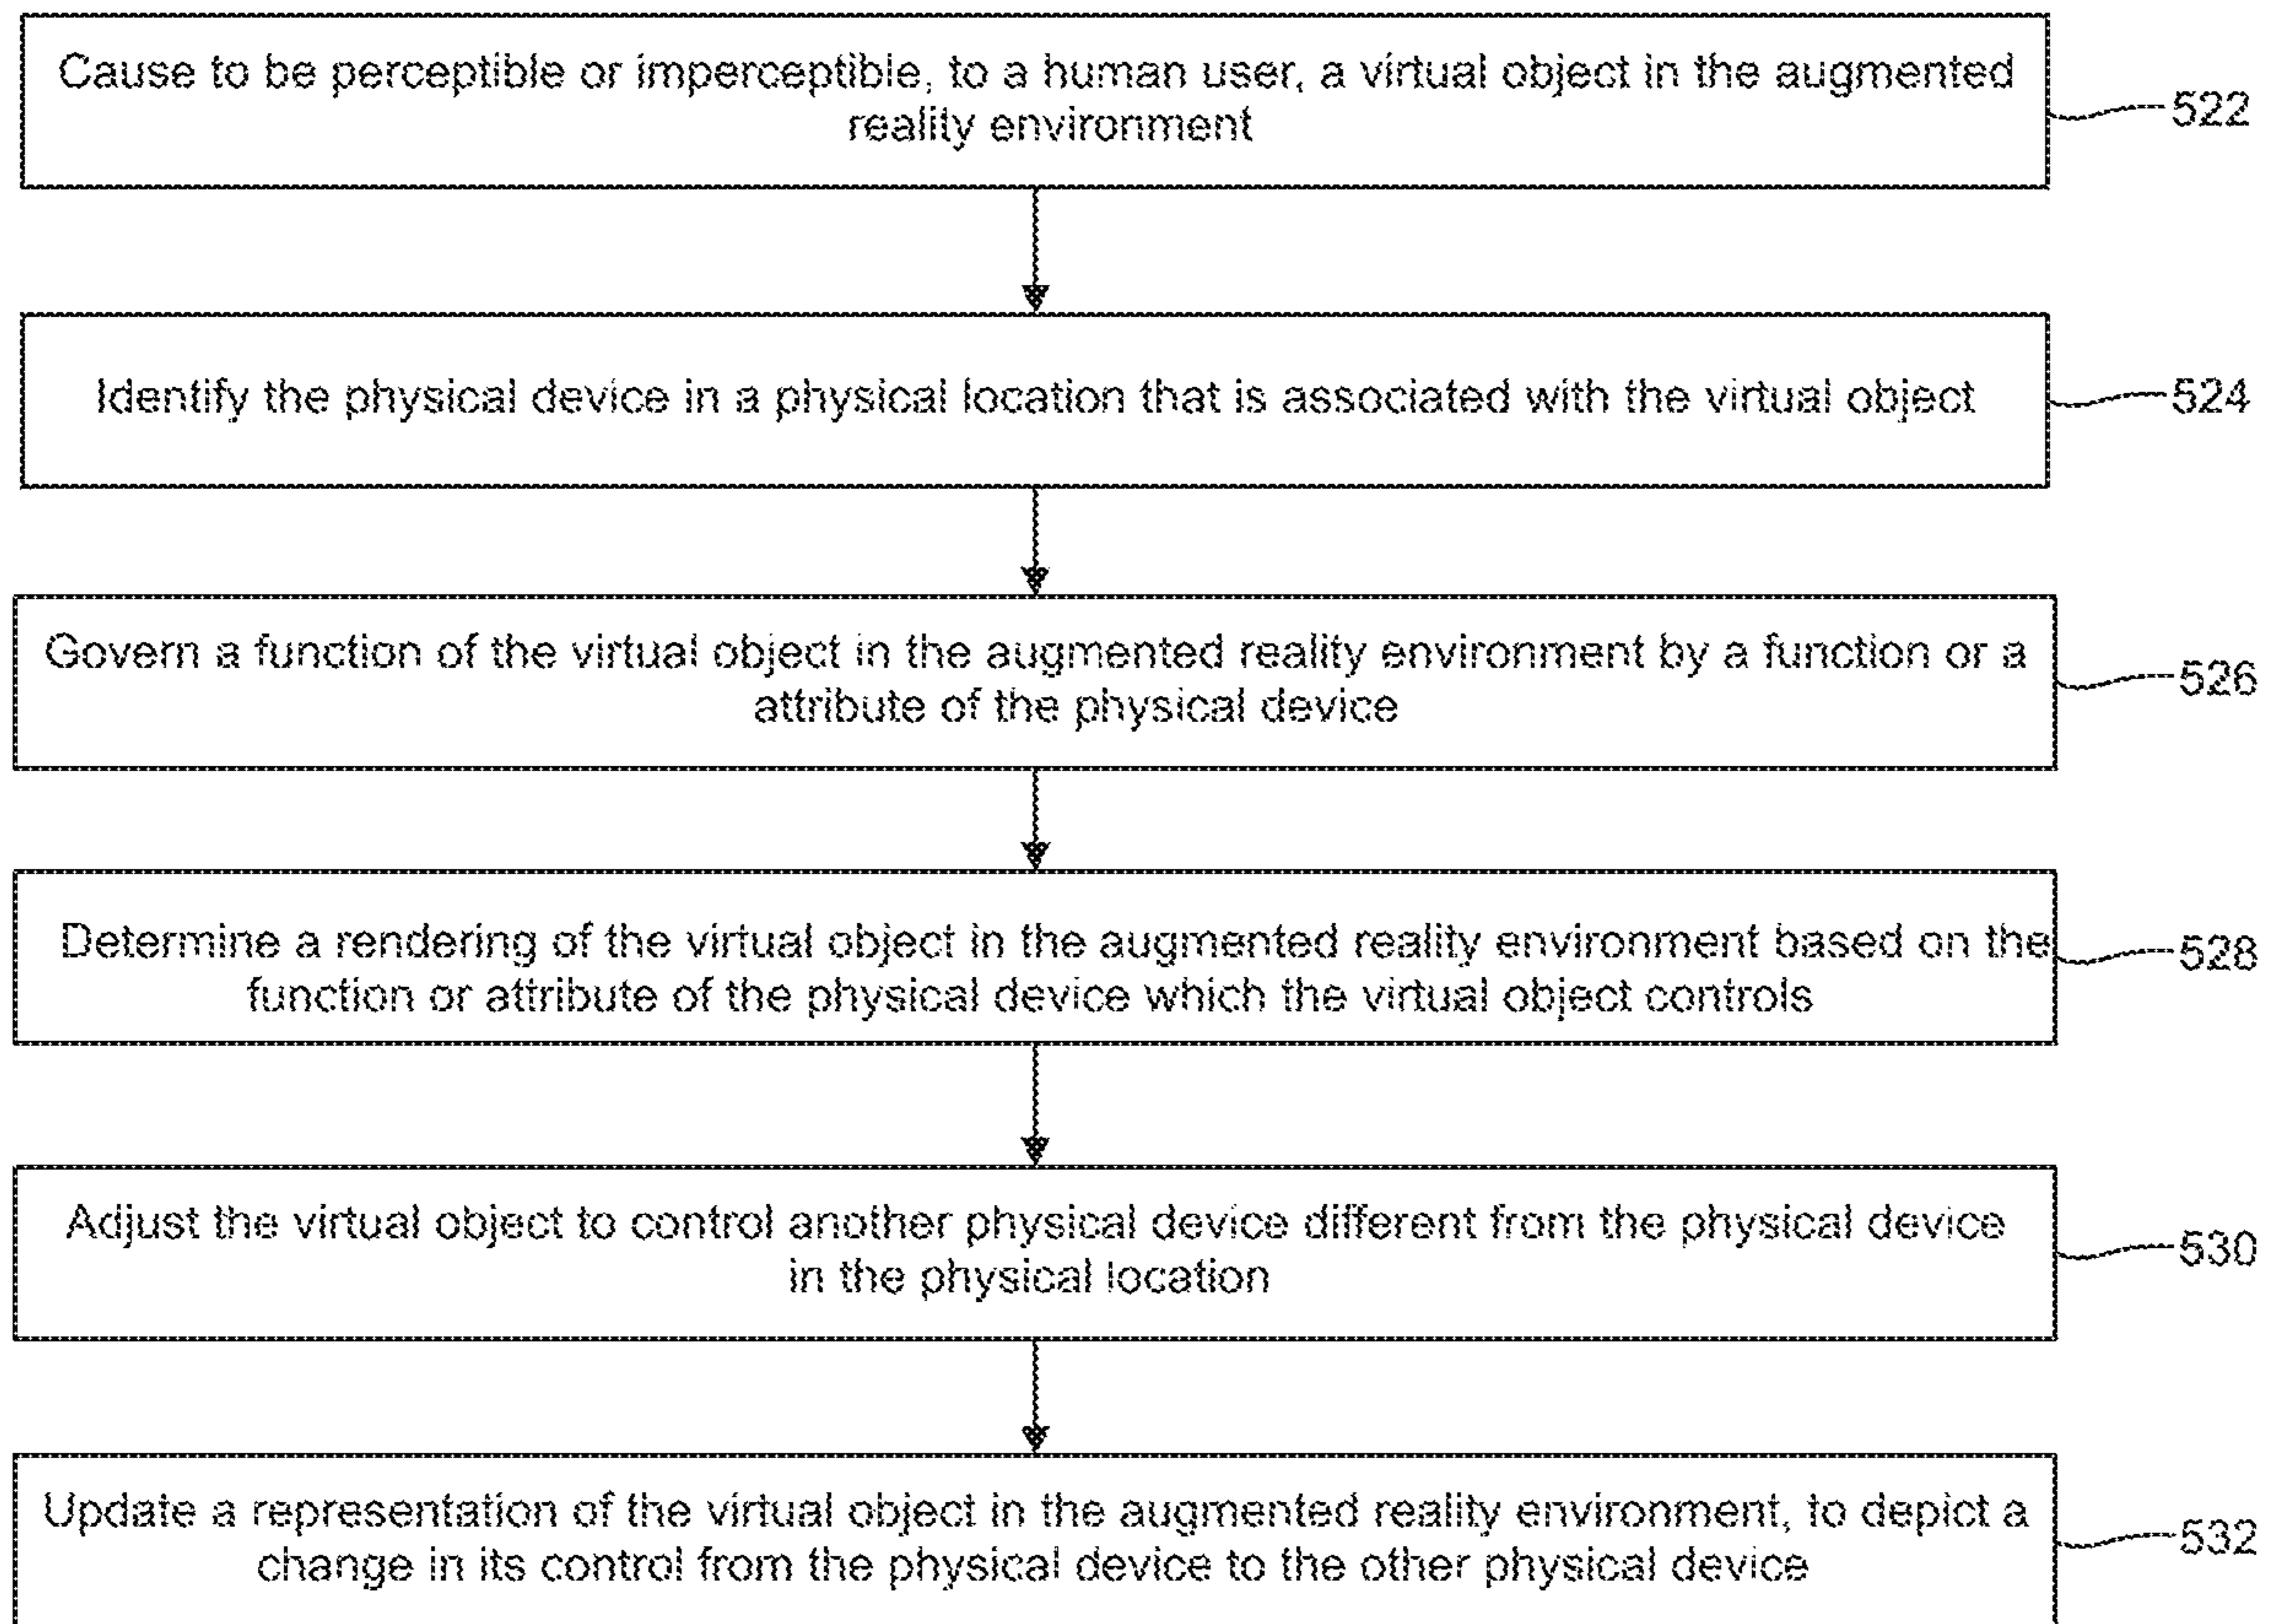 Cause to be perceptible or imperceptible, to a human user, a virtual object in the augmented
reality environment
522
Identify the physical device in a physical location that is associated with the virtual object
524
Govern a function of the virtual object in the augmented reality environment by a function or a
attribute of the physical device
526
Determine a rendering of the virtual object in the augmented reality environment based on the
function or attribute of the physical device which the virtual object controls
528
Adjust the virtual object to control another physical device different from the physical device
in the physical location
530
Update a representation of the virtual object in the augmented reality environment, to depict a
change in its control from the physical device to the other physical device
532